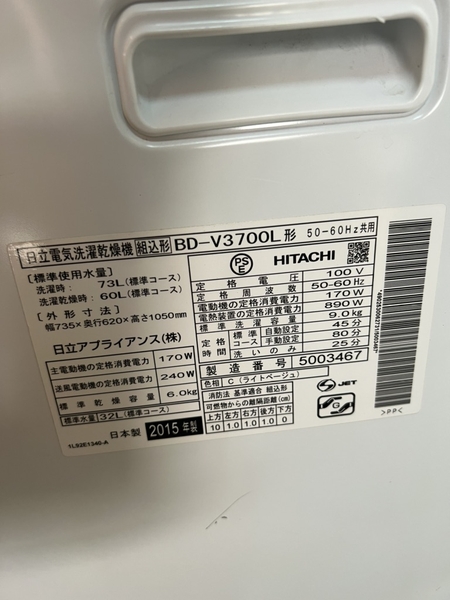 日立電気洗濯乾燥機 組込形 BD-V3700L形 50-60Hz共用
[標準使用水量]
洗濯時: 73L(標準コース)
洗濯乾燥時: 60L(標準コース)
[外形寸法]
幅735×奥行620×高さ1050mm
日立アプライアンス(株)
主電動機の定格消費電力 170W
送風電動機の定格消費電力 240W
標準乾燥容量 6.0kg
標準水量 32L(標準コース)
日本製 2015年製
1L92E1340-A
PSE HITACHI
定格電圧 100V
定格周波数 50-60Hz
電動機の定格消費電力 170W
電熱装置の定格消費電力 890W
標準洗濯容量 9.0kg
定格時間 標準コース 自動設定 45分
手動設定 80分
洗いのみ 25分
製造番号 5003467
色相 C(ライトベージュ)
消防法 基準適合 組込形
可燃物からの離隔距離(cm)
上方 左方 右方 前方 後方 下方
10 1.0 1.0 1.0 1.0 0
JET
>PP<